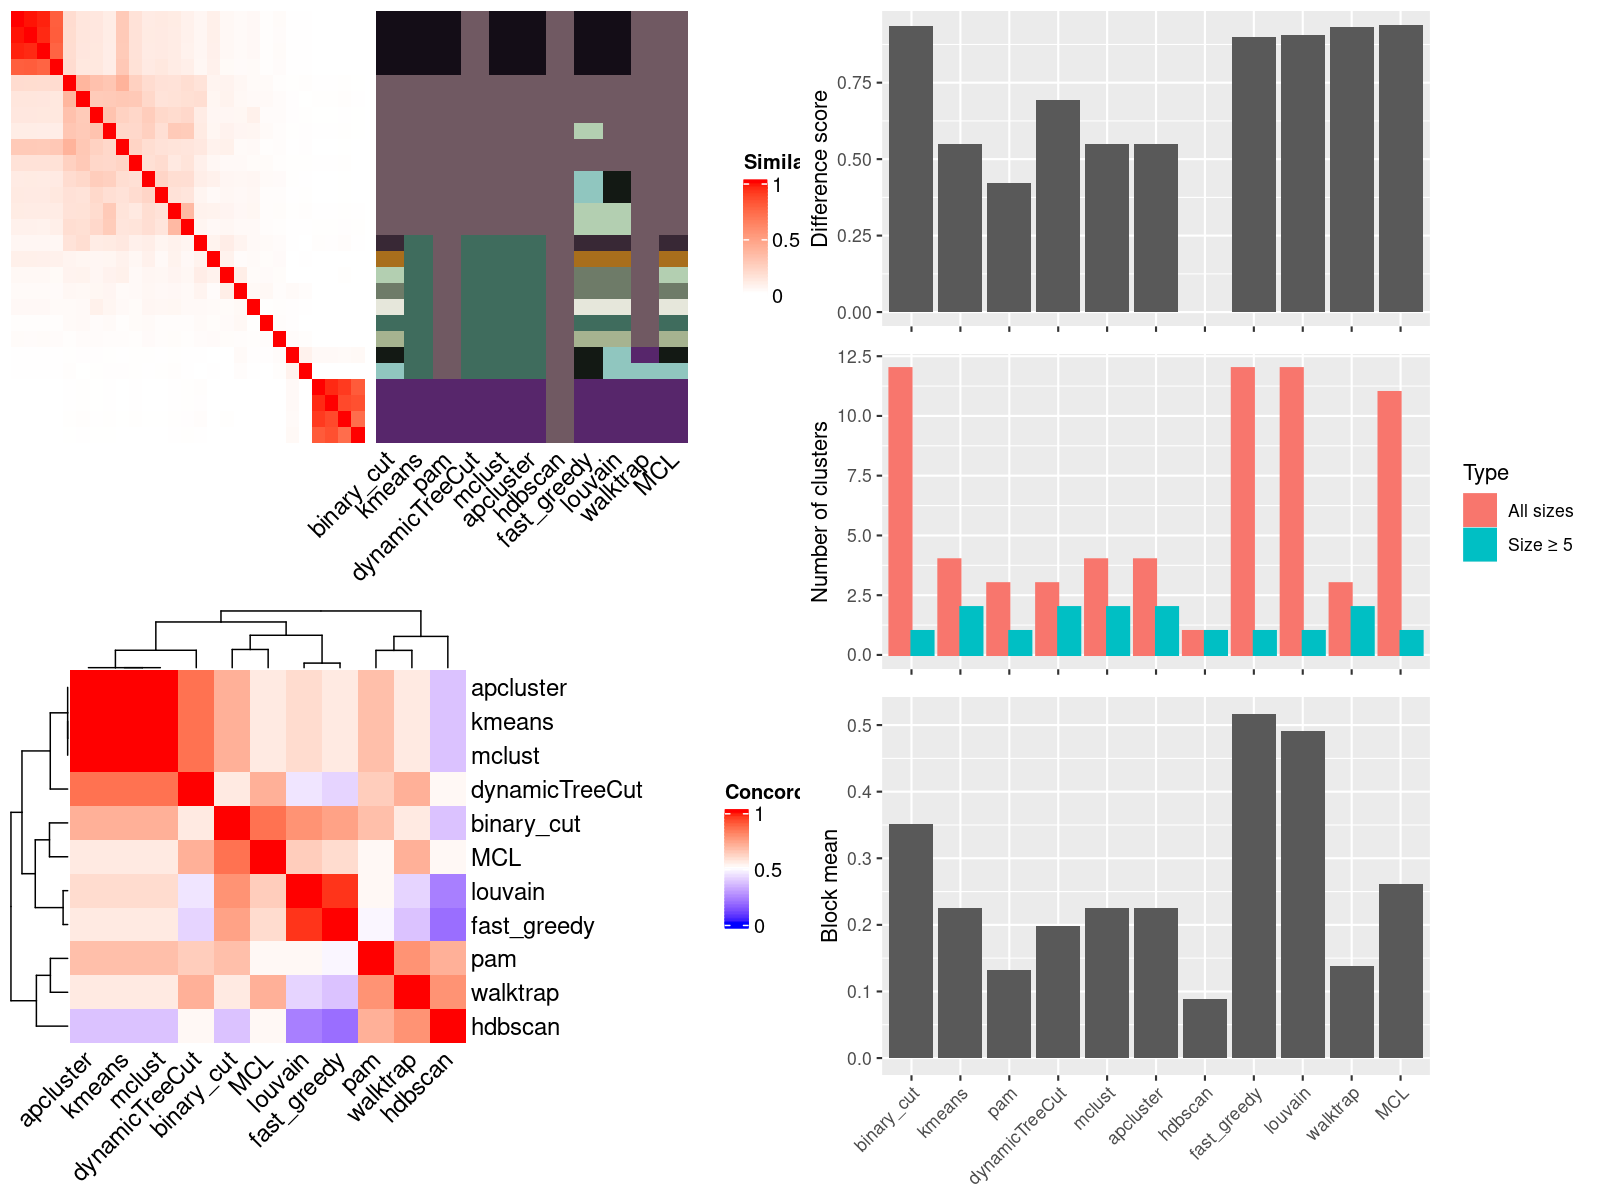 Simila
1
0.5
0
binary_cut
kmeans
pam
dynamicTreeCut
mclust
apcluster
hdbscan
fast_greedy
louvain
walktrap
MCL
apcluster
kmeans
mclust
dynamicTreeCut
binary_cut
MCL
louvain
fast_greedy
pam
walktrap
hdbscan
apcluster
kmeans
mclust
dynamicTreeCut
binary_cut
MCL
louvain
fast_greedy
pam
walktrap
hdbscan
Concord
1
0.5
0
Difference score
0.75
0.50
0.25
0.00
Number of clusters
12.5
10.0
7.5
5.0
2.5
0.0
Type
All sizes
Size ≥ 5
Block mean
0.5
0.4
0.3
0.2
0.1
0.0
binary_cut
kmeans
pam
dynamicTreeCut
mclust
apcluster
hdbscan
fast_greedy
louvain
walktrap
MCL